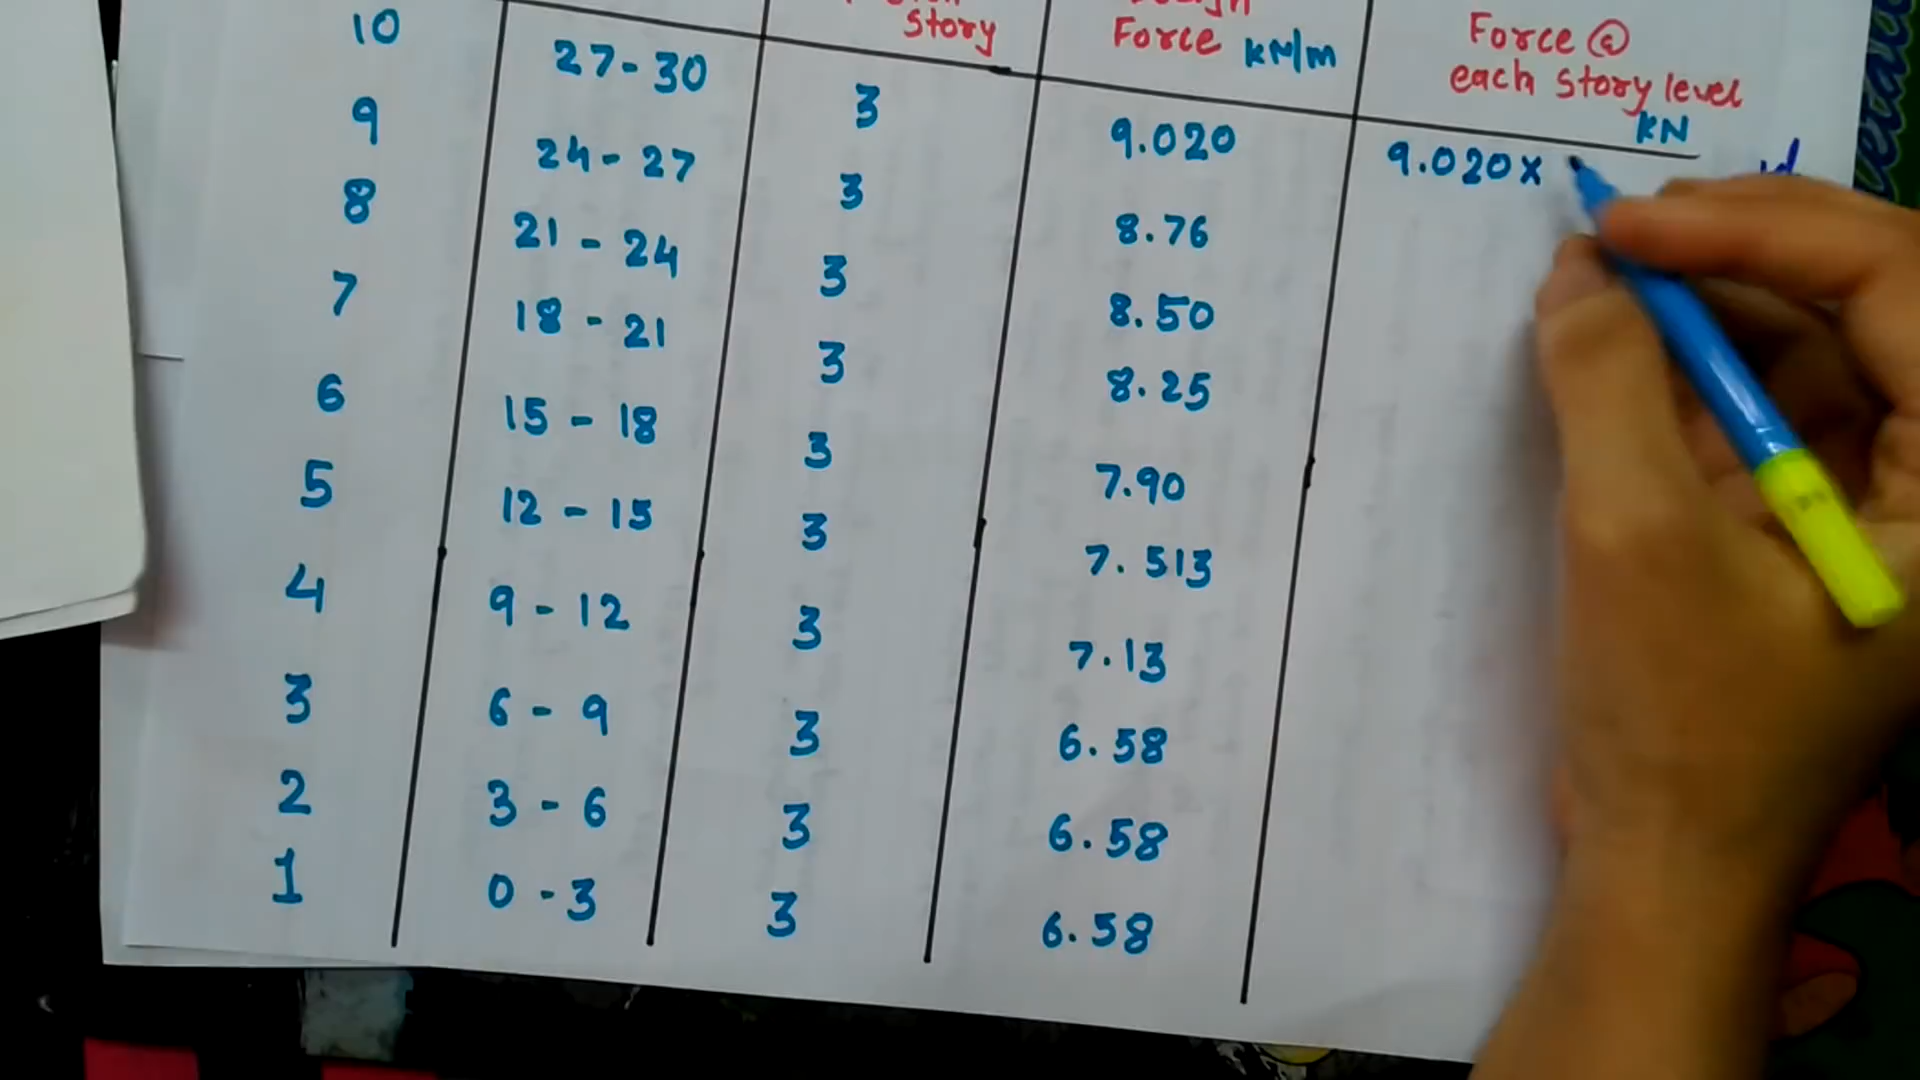 Story
Force kN/m
Force @
each story level
kN
10 27-30 3 9.020 9.020x
9 24-27 3 8.76
8 21-24 3 8.50
7 18-21 3 8.25
6 15-18 3 7.90
5 12-15 3 7.513
4 9-12 3 7.13
3 6-9 3 6.58
2 3-6 3 6.58
1 0-3 3 6.58